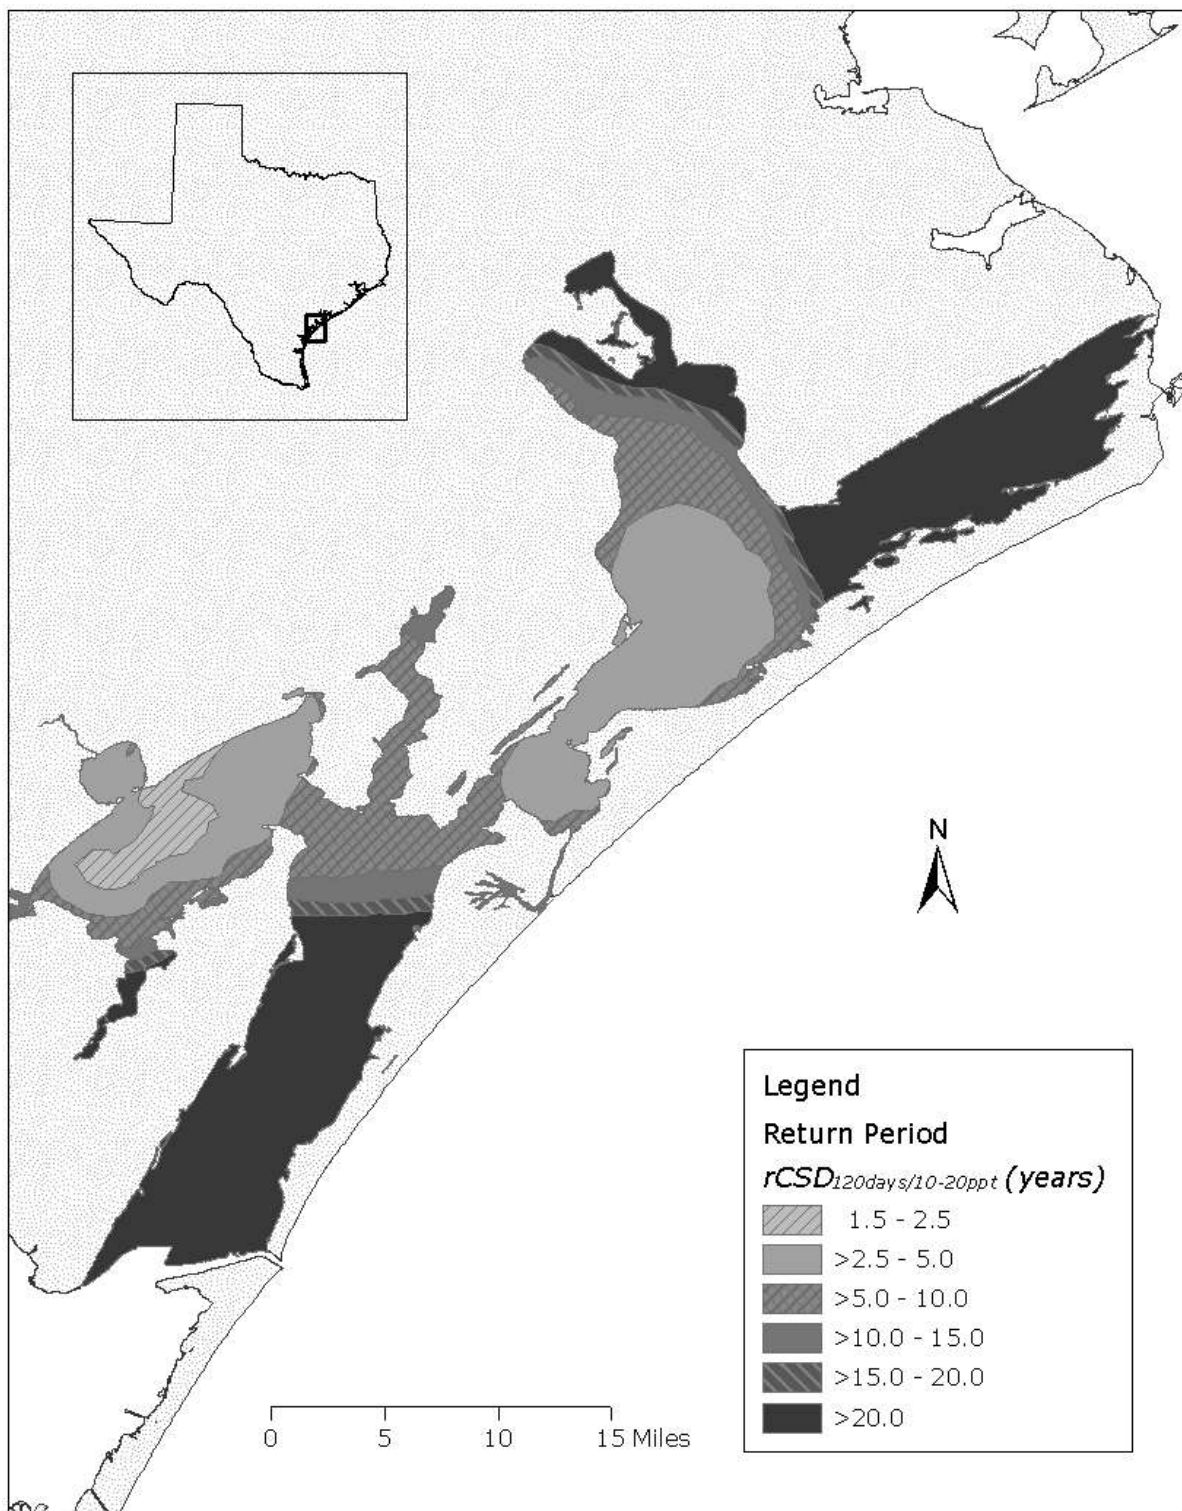 N
Legend
Return Period
rCSD120days/10-20ppt (years)
1.5 - 2.5
>2.5 - 5.0
>5.0 - 10.0
>10.0 - 15.0
>15.0 - 20.0
>20.0
0 5 10 15 Miles